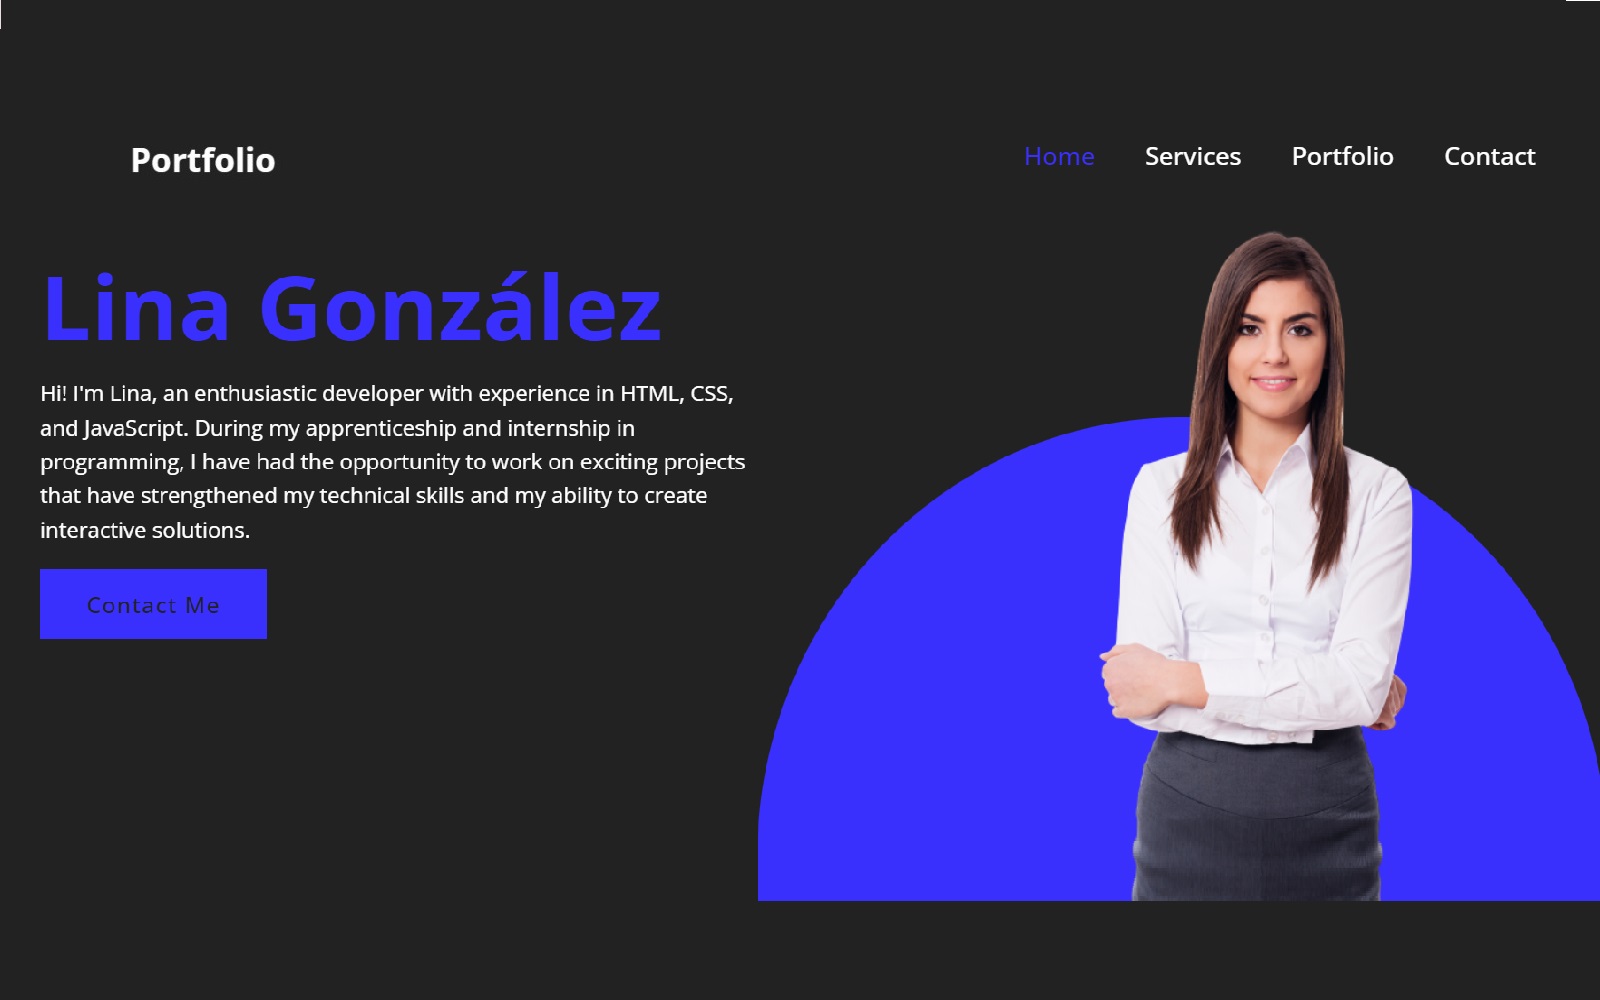 Portfolio
Home Services Portfolio Contact
Lina González
Hi! I'm Lina, an enthusiastic developer with experience in HTML, CSS,
and JavaScript. During my apprenticeship and internship in
programming, I have had the opportunity to work on exciting projects
that have strengthened my technical skills and my ability to create
interactive solutions.
Contact Me